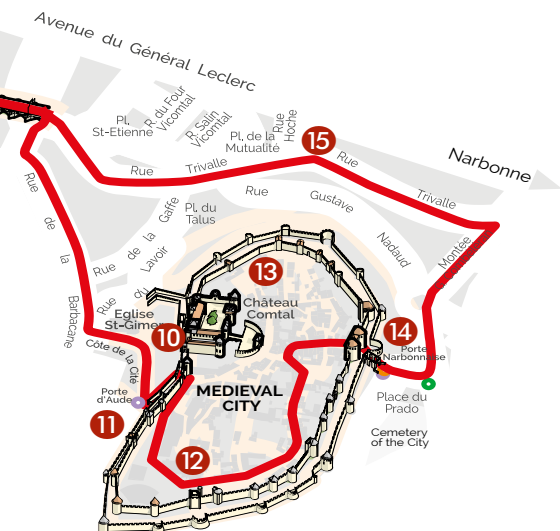 Avenue du Général Leclerc
R. du Four
Vicomtal
Pl.
St-Etienne
R. Salin
Vicomtal
Rue
Hoche
Pl. de la
Mutualité
15
Narbonne
Rue
Trivalle
Rue
Trivalle
Rue
Gustave
Nadaud
Montée
Rue
de
la
Barbacane
Rue
de
la
Gaffe
Pl. du
Talus
Rue
du
Lavoir
13
Château
Comtal
Eglise
St-Gimer
10
14
Porte
Narbonnaise
Côte de la Cité
Porte
d'Aude
MEDIEVAL
CITY
Place du
Prado
11
Cemetery
of the City
12